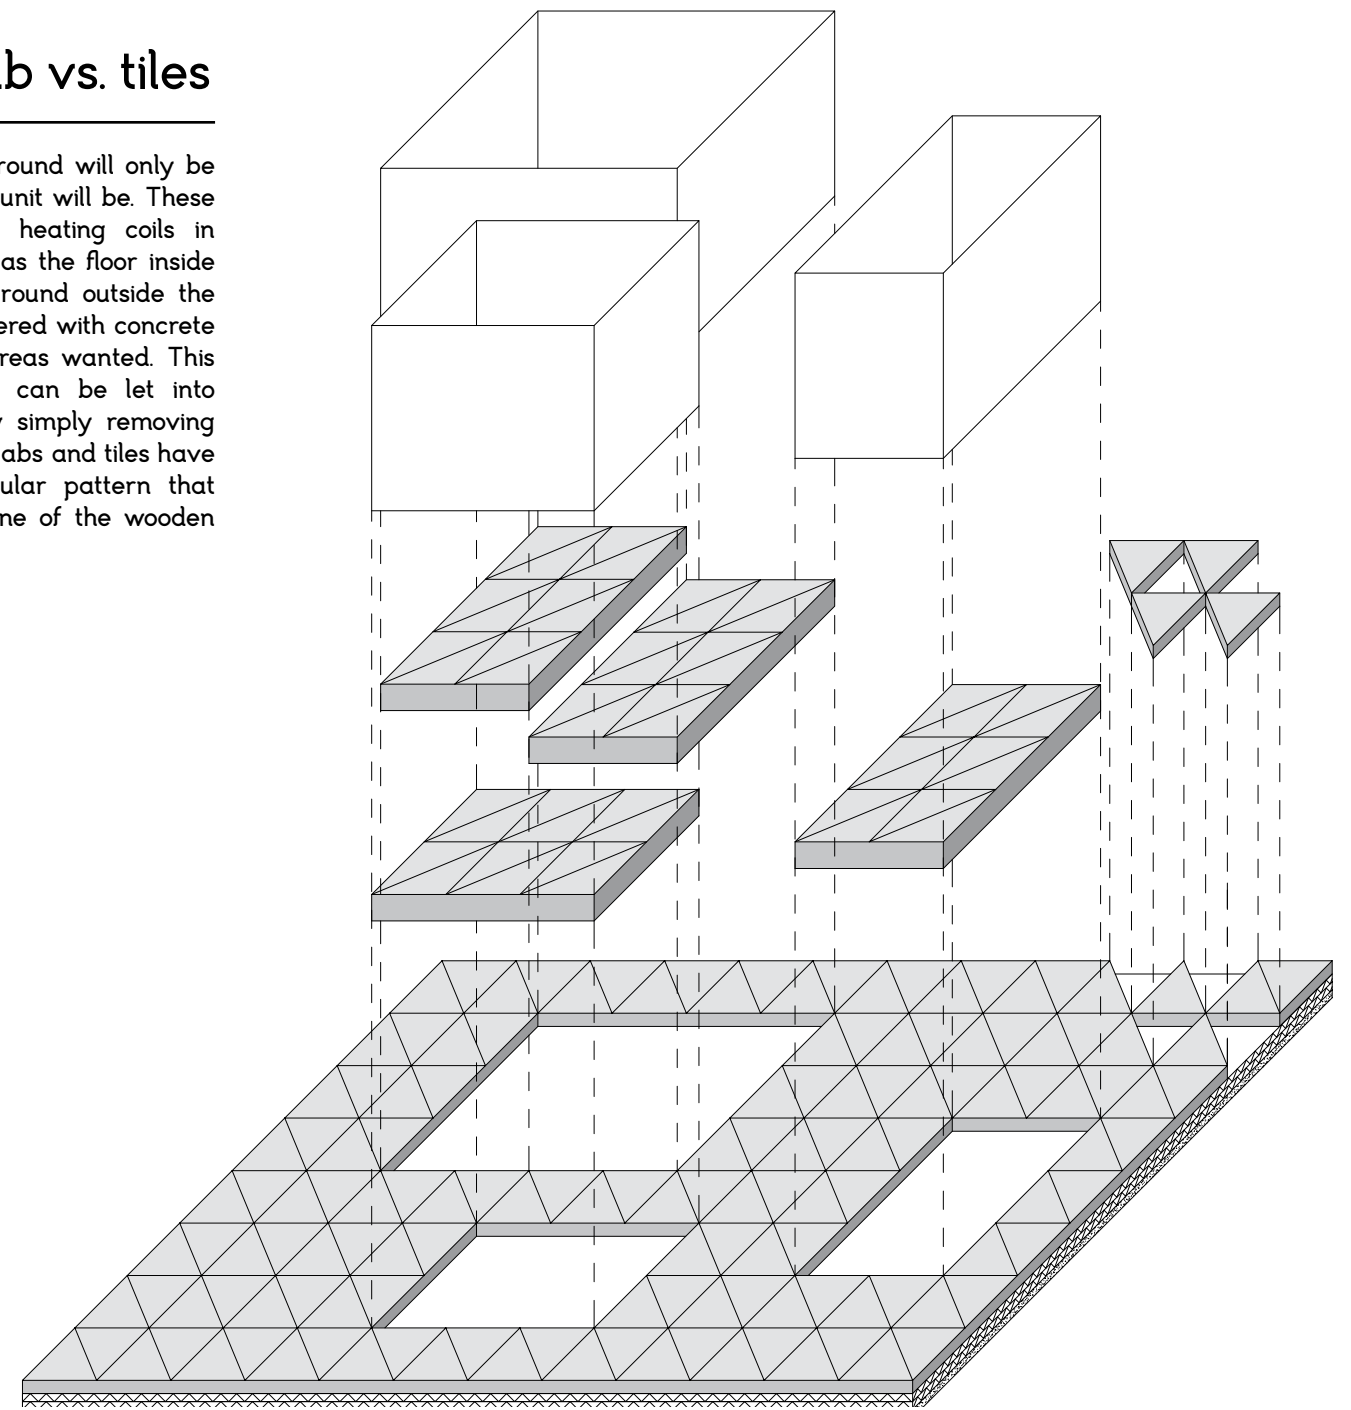 b vs. tiles
round will only be
unit will be. These
heating coils in
as the floor inside
round outside the
ered with concrete
reas wanted. This
can be let into
simply removing
abs and tiles have
ular pattern that
ne of the wooden